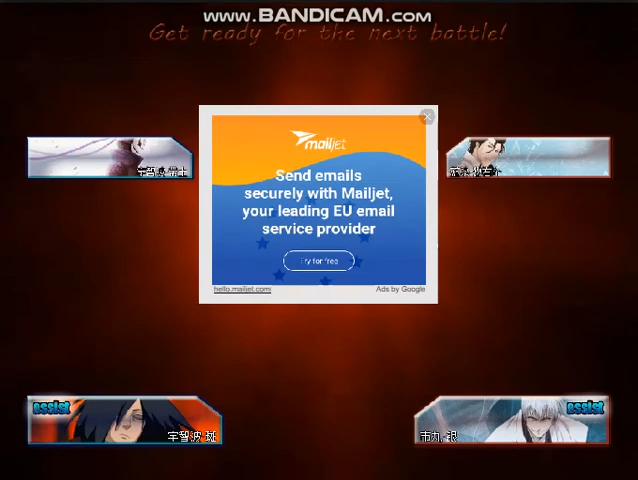 WWW.BANDICAM.COM
Get ready for the next battle!
mailjet
Send emails
securely with Mailjet,
your leading EU email
service provider
Try for free
hello.mailjet.com/
Ads by Google
assist
宇智波 斑
assist
市丸 银